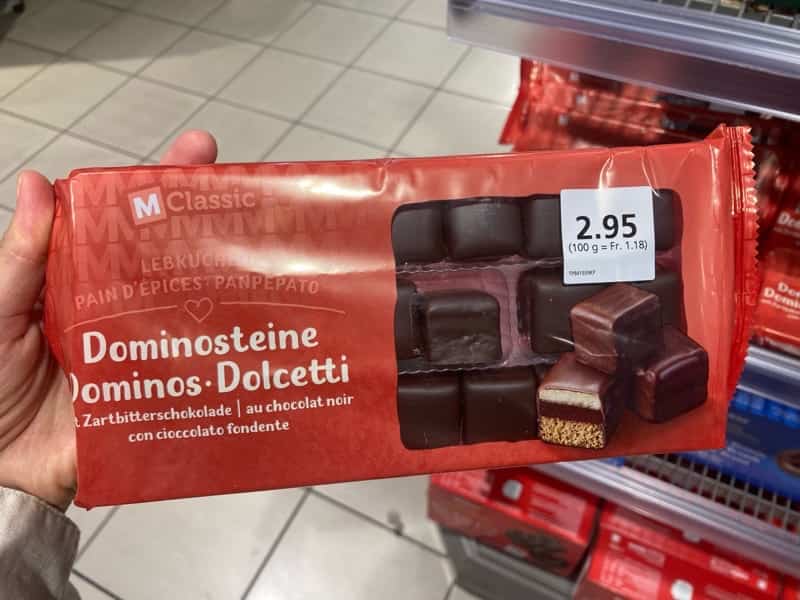 M Classic
PAIN D'ÉPICES · PANPEPATO
Dominosteine
Dominos · Dolcetti
t Zartbitterschokolade | au chocolat noir
con cioccolato fondente
2.95
(100 g = Fr. 1.18)